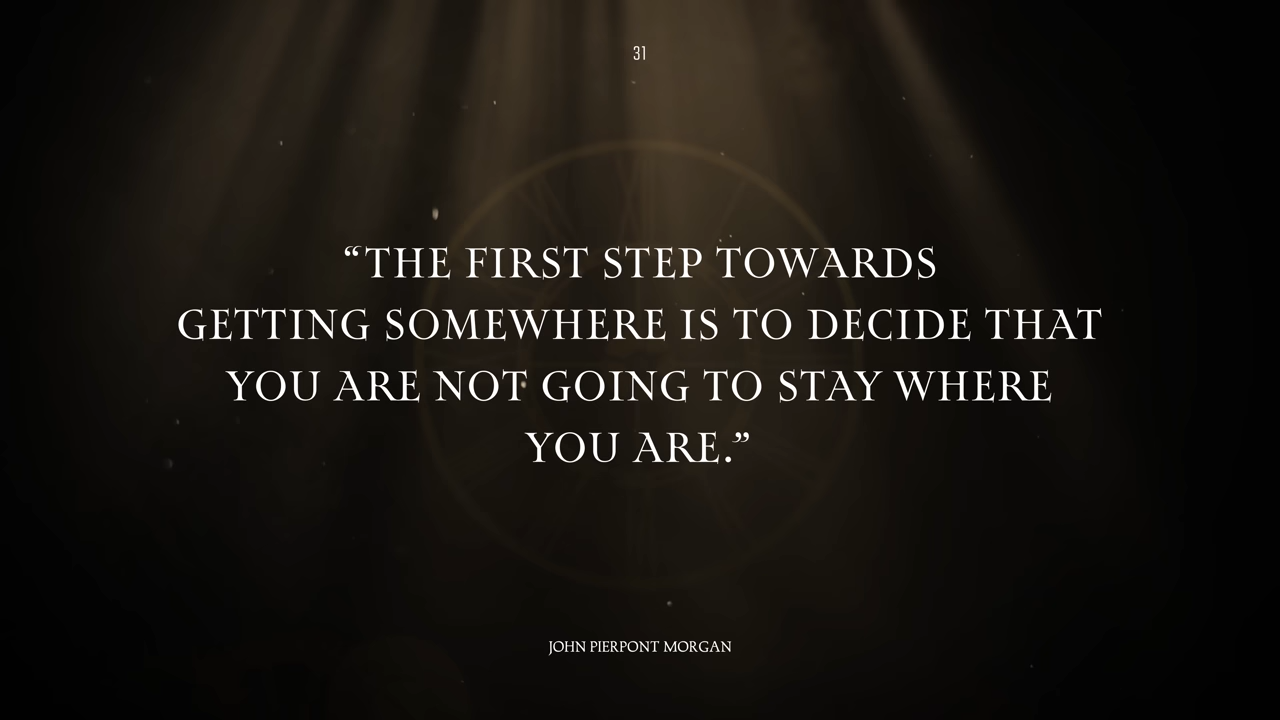 31
“THE FIRST STEP TOWARDS
GETTING SOMEWHERE IS TO DECIDE THAT
YOU ARE NOT GOING TO STAY WHERE
YOU ARE.”
JOHN PIERPONT MORGAN